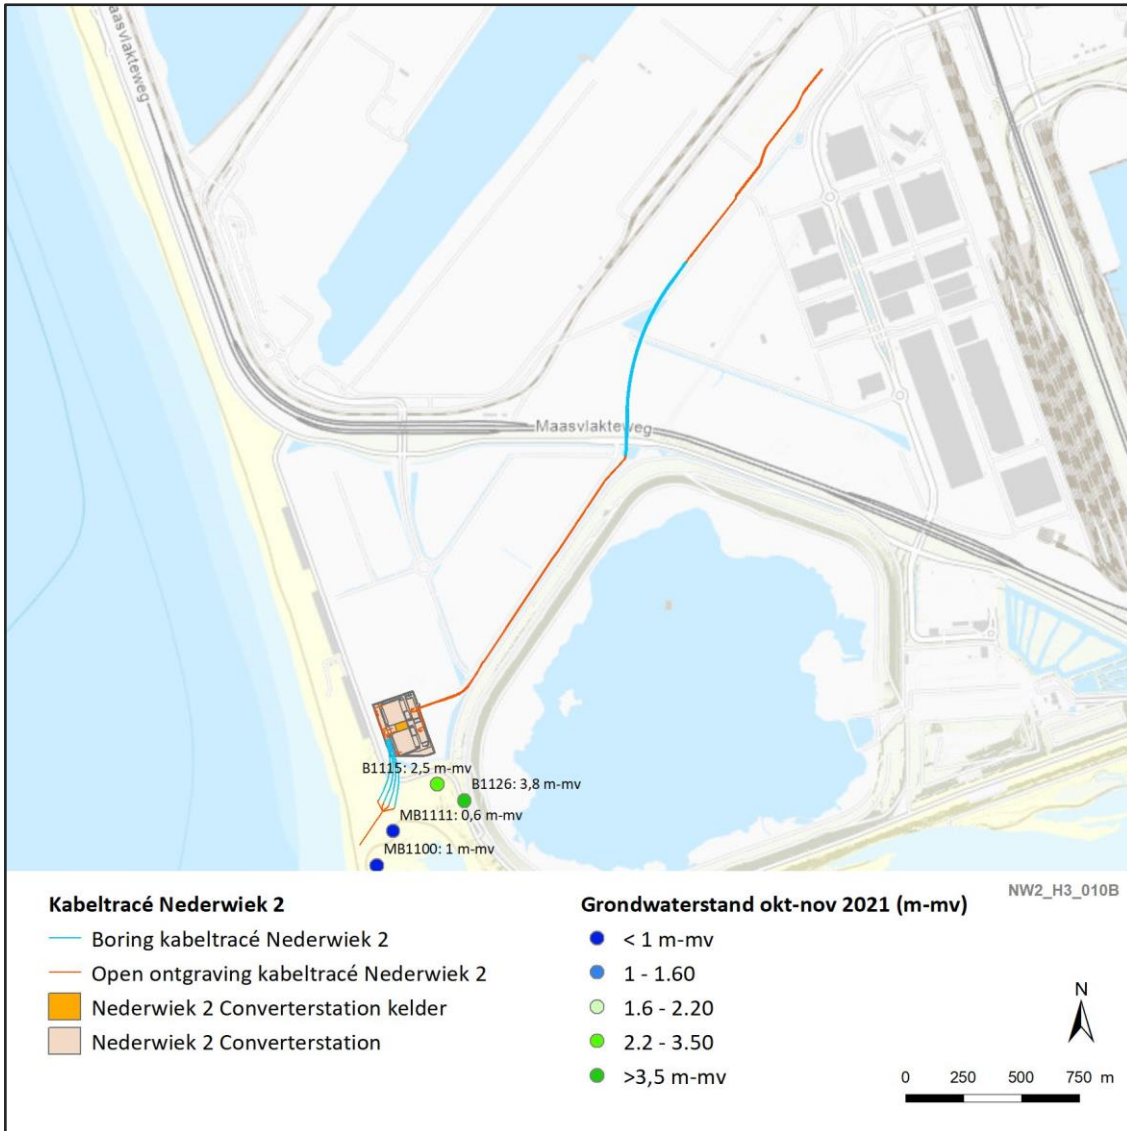 Maasvlakteweg
Maasvlakteweg
B1115: 2,5 m-mv
B1126: 3,8 m-mv
MB1111: 0,6 m-mv
MB1100: 1 m-mv
NW2_H3_010B
Kabeltracé Nederwiek 2
Boring kabeltracé Nederwiek 2
Open ontgraving kabeltracé Nederwiek 2
Nederwiek 2 Converterstation kelder
Nederwiek 2 Converterstation
Grondwaterstand okt-nov 2021 (m-mv)
< 1 m-mv
1 - 1.60
1.6 - 2.20
2.2 - 3.50
>3,5 m-mv
N
0 250 500 750 m